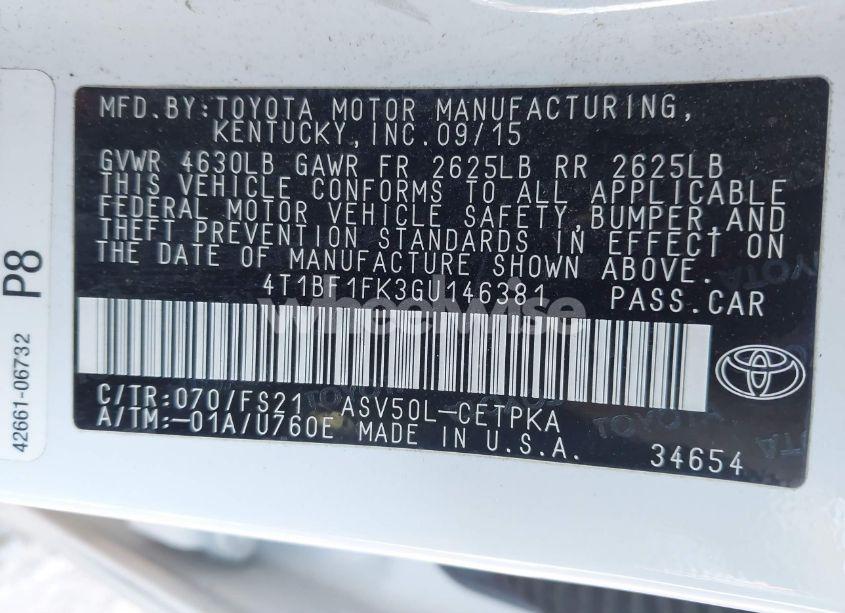 MFD. BY: TOYOTA MOTOR MANUFACTURING,
KENTUCKY, INC. 09/15
GVWR 4630LB GAWR FR 2625LB RR 2625LB
THIS VEHICLE CONFORMS TO ALL APPLICABLE
FEDERAL MOTOR VEHICLE SAFETY, BUMPER, AND
THEFT PREVENTION STANDARDS IN EFFECT ON
THE DATE OF MANUFACTURE SHOWN ABOVE.
4T1BF1FK3GU146381 PASS. CAR
wheelwise
C/TR: 070/FS21 ASV50L-CETPKA
A/TM: -01A/U760E MADE IN U.S.A.
34654
P8
42661-06732